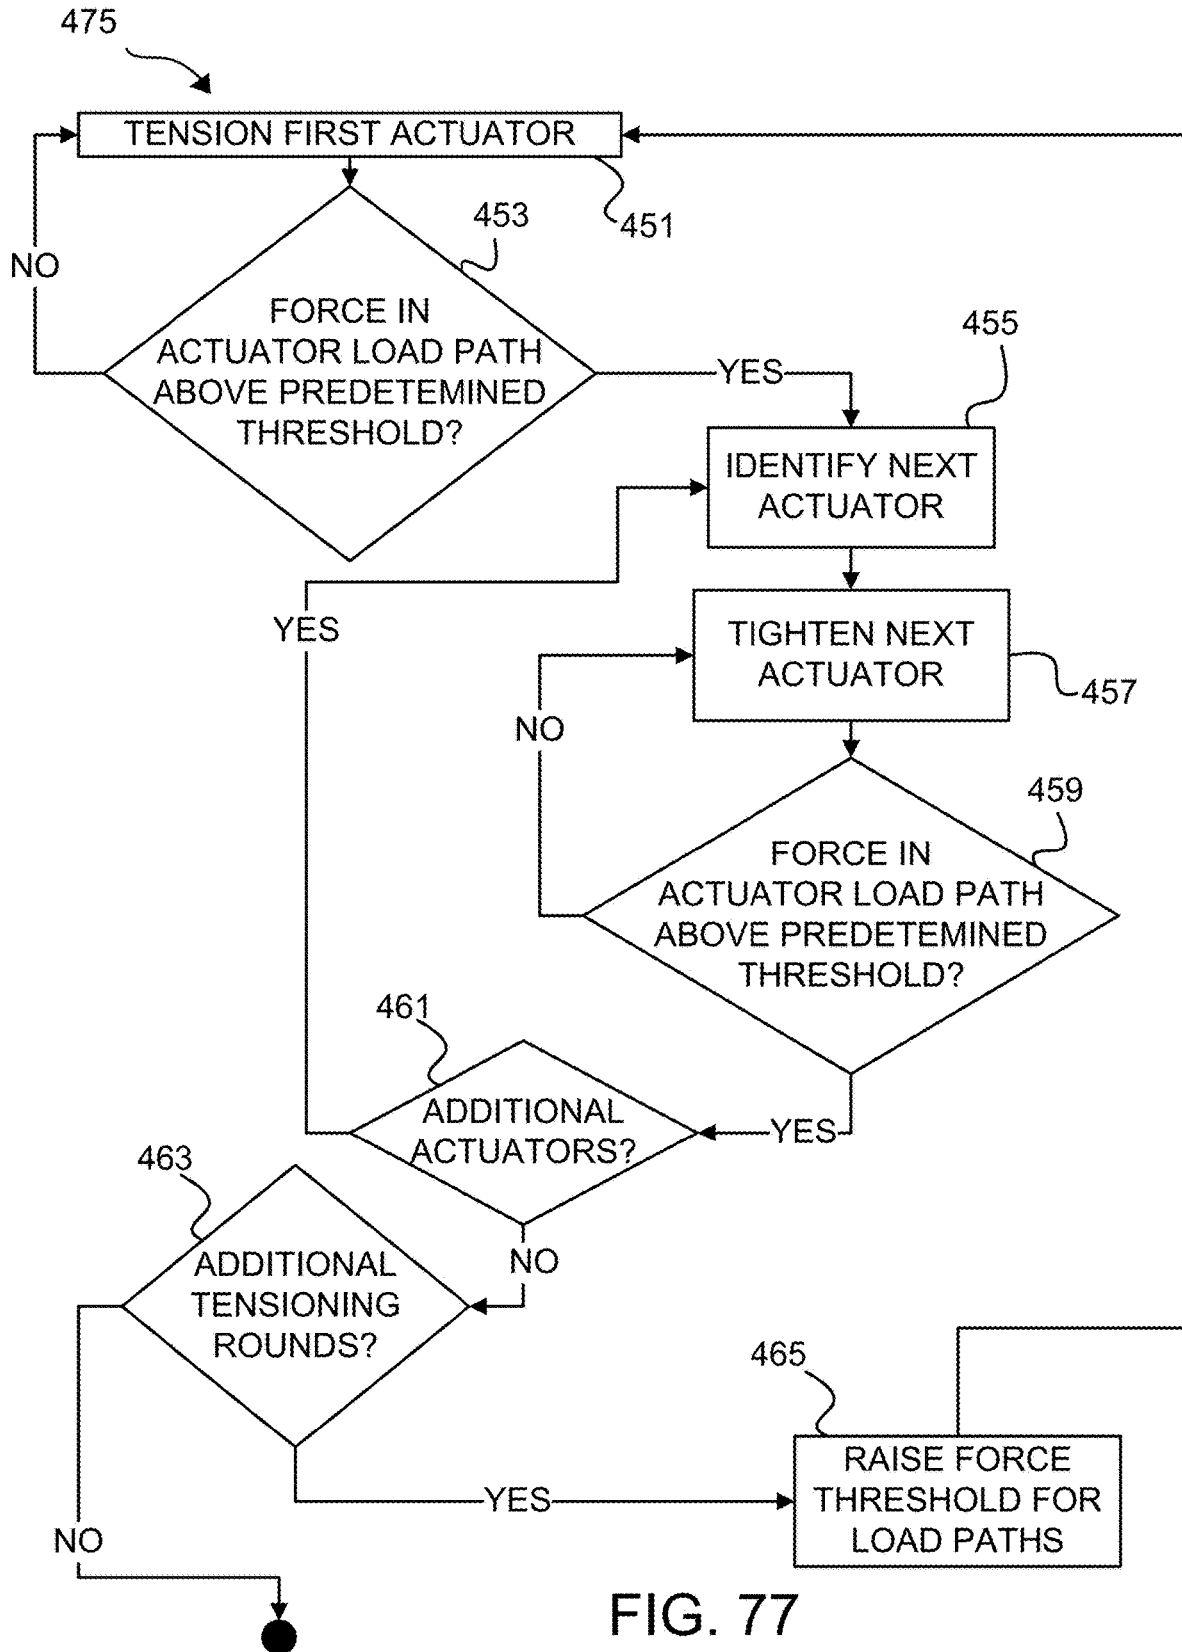 475
TENSION FIRST ACTUATOR
451
453
NO
FORCE IN
ACTUATOR LOAD PATH
ABOVE PREDETEMINED
THRESHOLD?
YES
455
IDENTIFY NEXT
ACTUATOR
YES
TIGHTEN NEXT
ACTUATOR
457
NO
459
FORCE IN
ACTUATOR LOAD PATH
ABOVE PREDETEMINED
THRESHOLD?
461
ADDITIONAL
ACTUATORS?
YES
463
NO
ADDITIONAL
TENSIONING
ROUNDS?
465
RAISE FORCE
THRESHOLD FOR
LOAD PATHS
YES
NO
FIG. 77